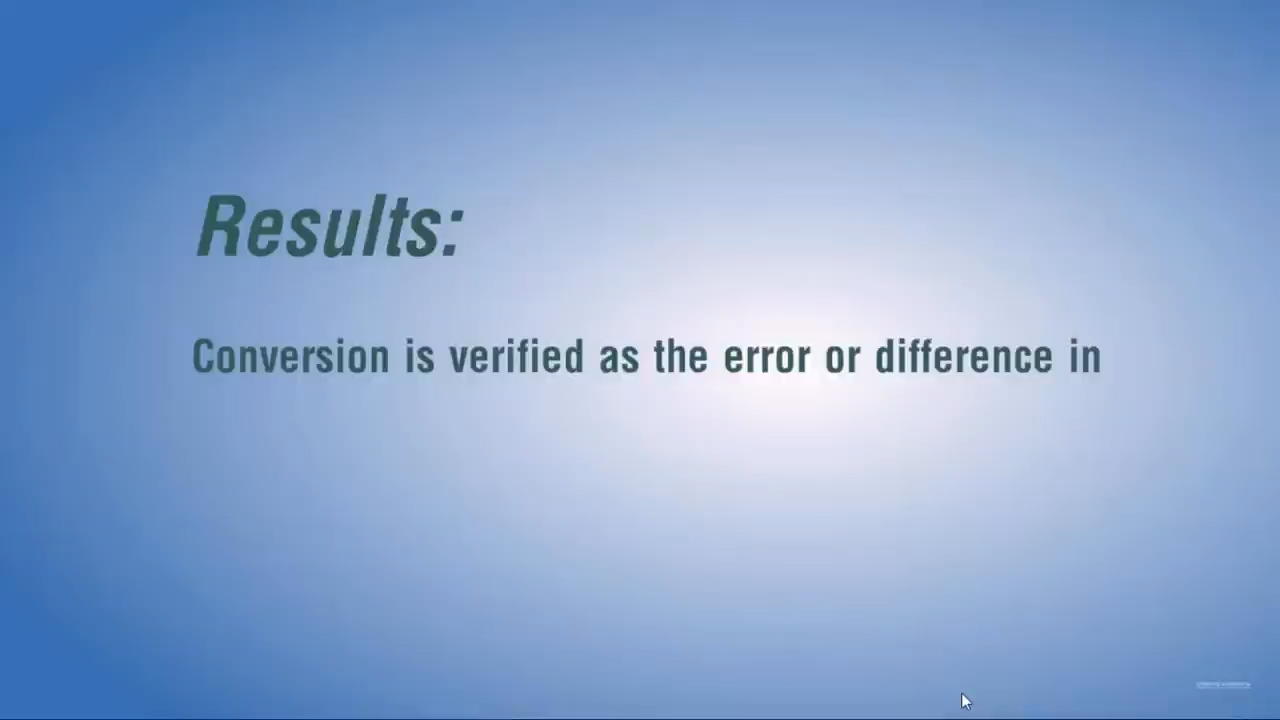 Results:
Conversion is verified as the error or difference in